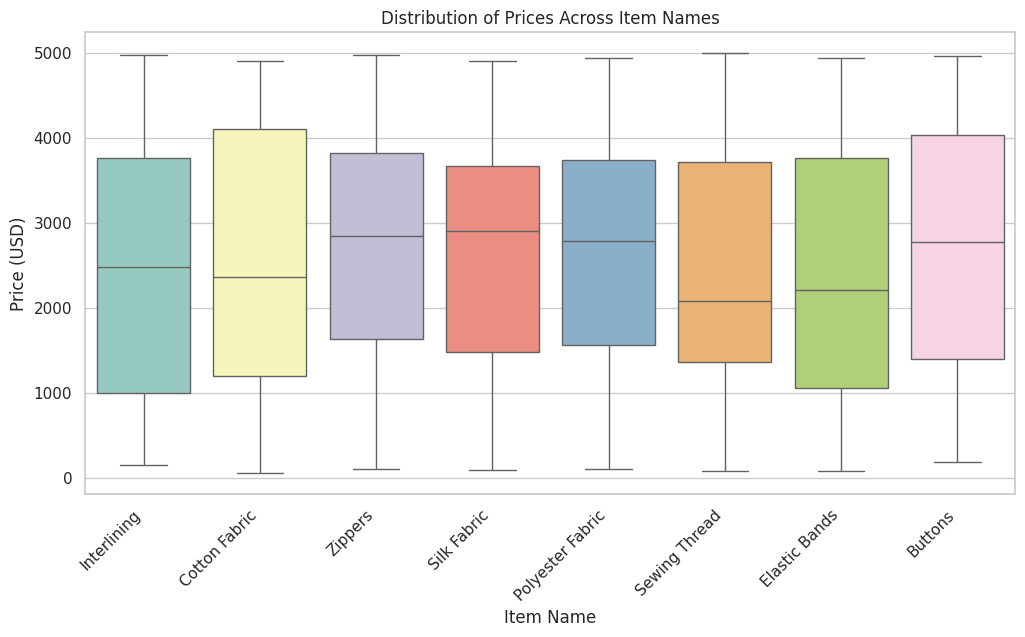 Distribution of Prices Across Item Names
Price (USD)
5000
4000
3000
2000
1000
0
Interlining
Cotton Fabric
Zippers
Silk Fabric
Polyester Fabric
Sewing Thread
Elastic Bands
Buttons
Item Name